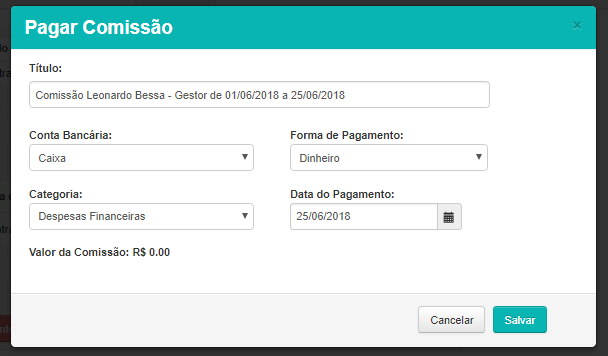 Pagar Comissão
×
Título:
Comissão Leonardo Bessa - Gestor de 01/06/2018 a 25/06/2018
Conta Bancária: Forma de Pagamento:
Caixa Dinheiro
Categoria: Data do Pagamento:
Despesas Financeiras 25/06/2018
Valor da Comissão: R$ 0.00
Cancelar Salvar